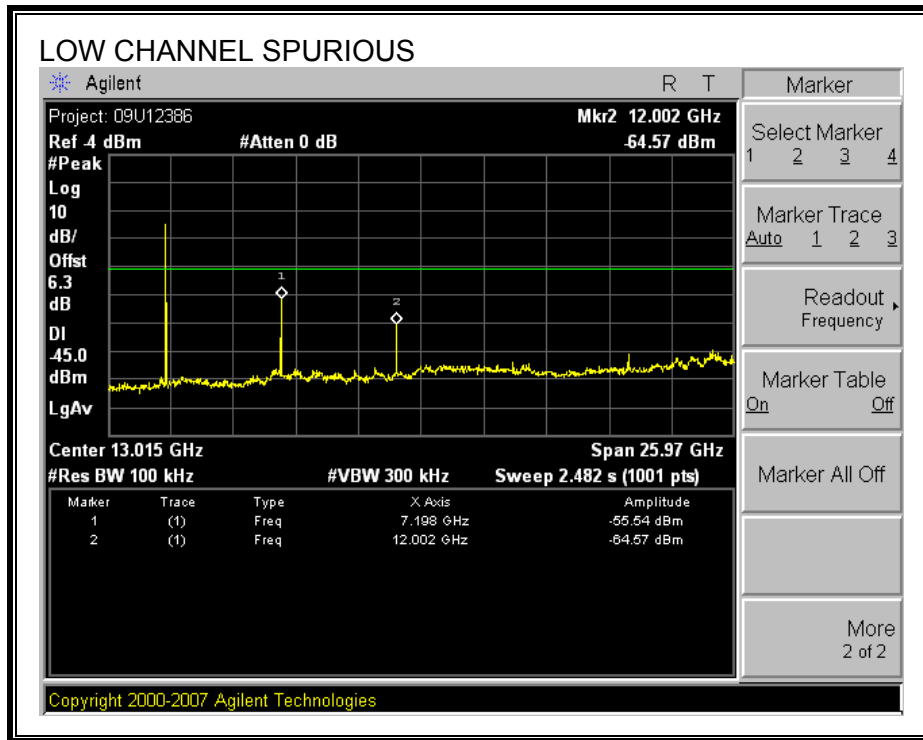 LOW CHANNEL SPURIOUS
Agilent R T
Project: 09U12386 Mkr2 12.002 GHz
Ref -4 dBm #Atten 0 dB -64.57 dBm
#Peak
Log
10
dB/
Offst
6.3
dB
DI
-45.0
dBm
LgAv
1
2
Center 13.015 GHz Span 25.97 GHz
#Res BW 100 kHz #VBW 300 kHz Sweep 2.482 s (1001 pts)
Marker Trace Type X Axis Amplitude
1 (1) Freq 7.198 GHz -55.54 dBm
2 (1) Freq 12.002 GHz -64.57 dBm
Marker
Select Marker
1 2 3 4
Marker Trace
Auto 1 2 3
Readout
Frequency
Marker Table
On Off
Marker All Off
More
2 of 2
Copyright 2000-2007 Agilent Technologies